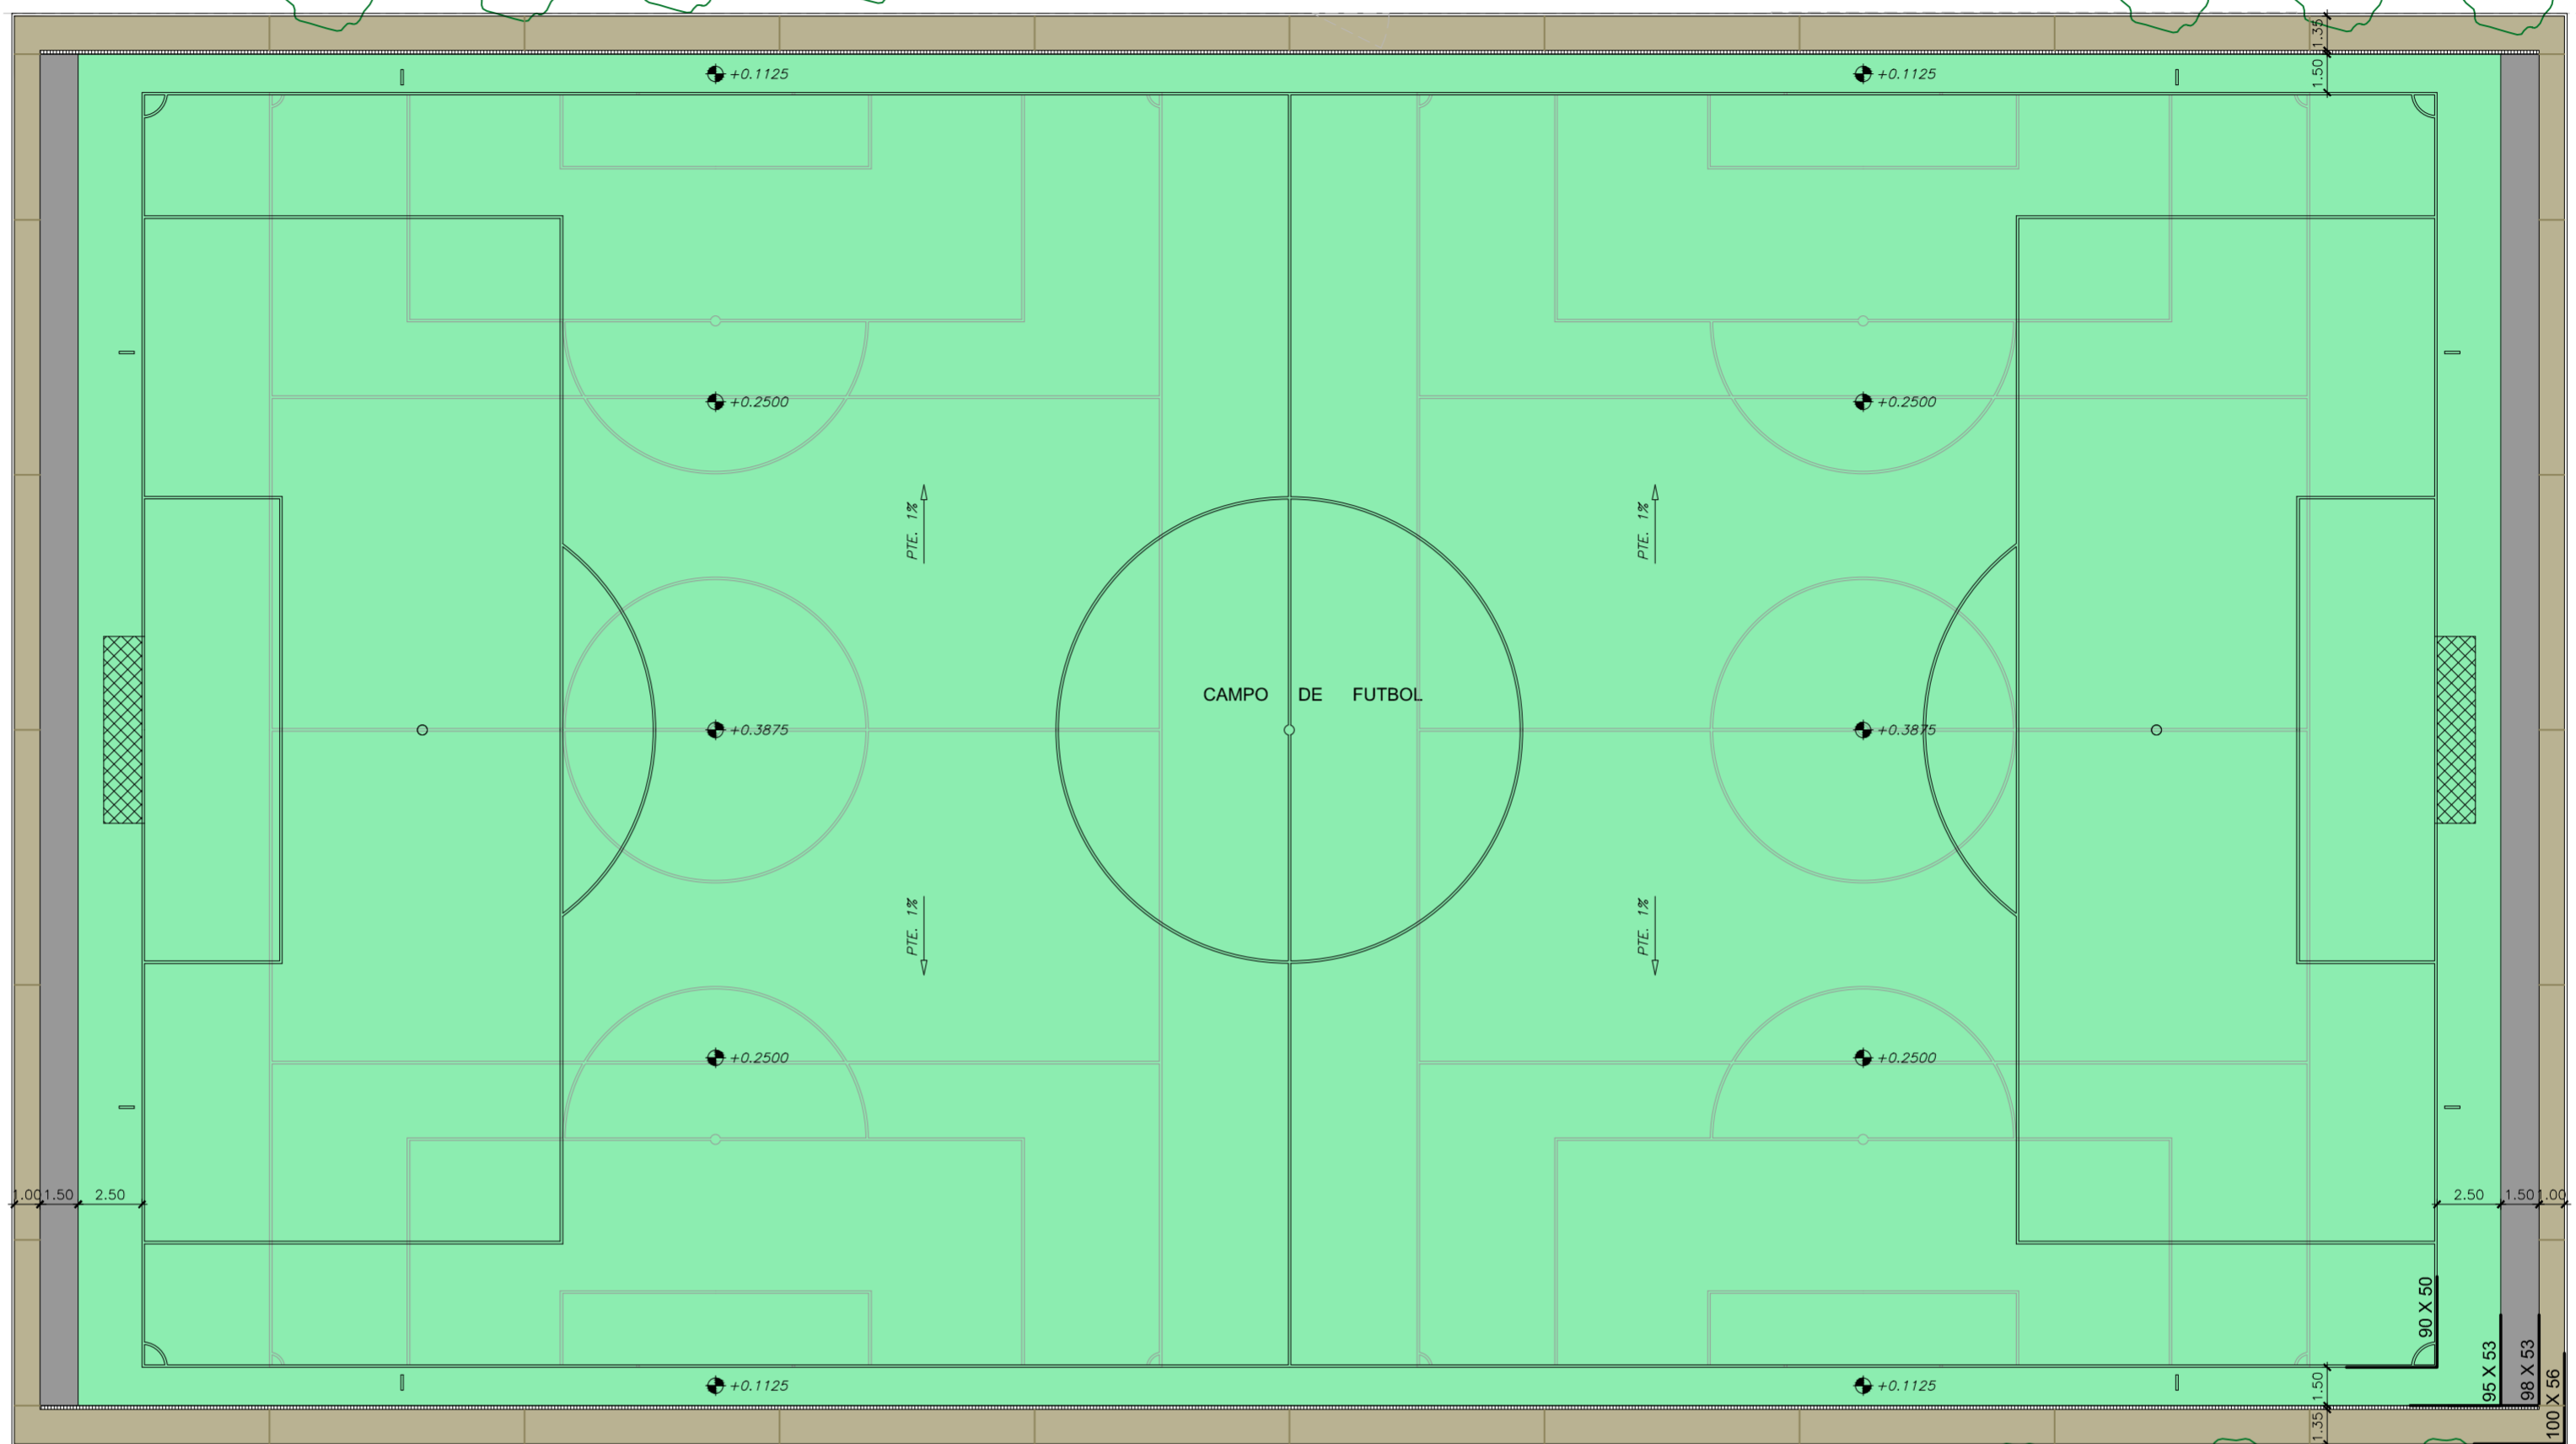 1.35
+0.1125
+0.1125
1.50
+0.2500
+0.2500
PTE. 1%
PTE. 1%
CAMPO DE FUTBOL
+0.3875
+0.3875
PTE. 1%
PTE. 1%
+0.2500
+0.2500
1.00 1.50 2.50
2.50 1.50 1.00
90 X 50
95 X 53
98 X 53
100 X 56
+0.1125
+0.1125
1.50
1.35